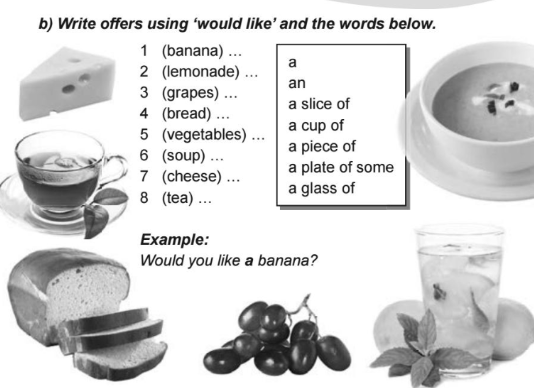 b) Write offers using ‘would like’ and the words below.
1 (banana) …
2 (lemonade) …
3 (grapes) …
4 (bread) …
5 (vegetables) …
6 (soup) …
7 (cheese) …
8 (tea) …
a
an
a slice of
a cup of
a piece of
a plate of some
a glass of
Example:
Would you like a banana?